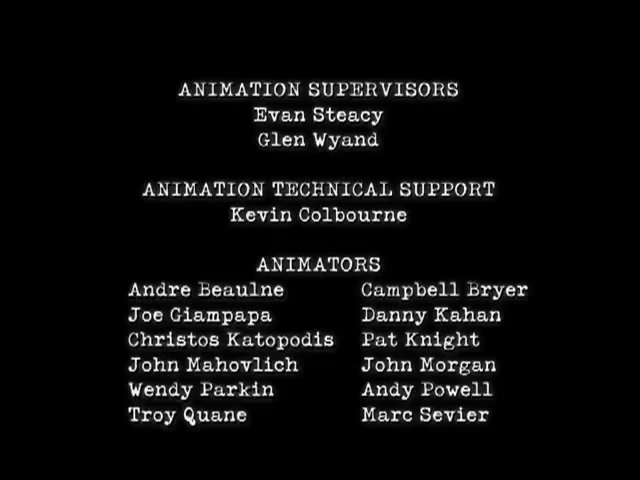 ANIMATION SUPERVISORS
Evan Steacy
Glen Wyand
ANIMATION TECHNICAL SUPPORT
Kevin Colbourne
ANIMATORS
Andre Beaulne Campbell Bryer
Joe Giampapa Danny Kahan
Christos Katopodis Pat Knight
John Mahovlich John Morgan
Wendy Parkin Andy Powell
Troy Quane Marc Sevier